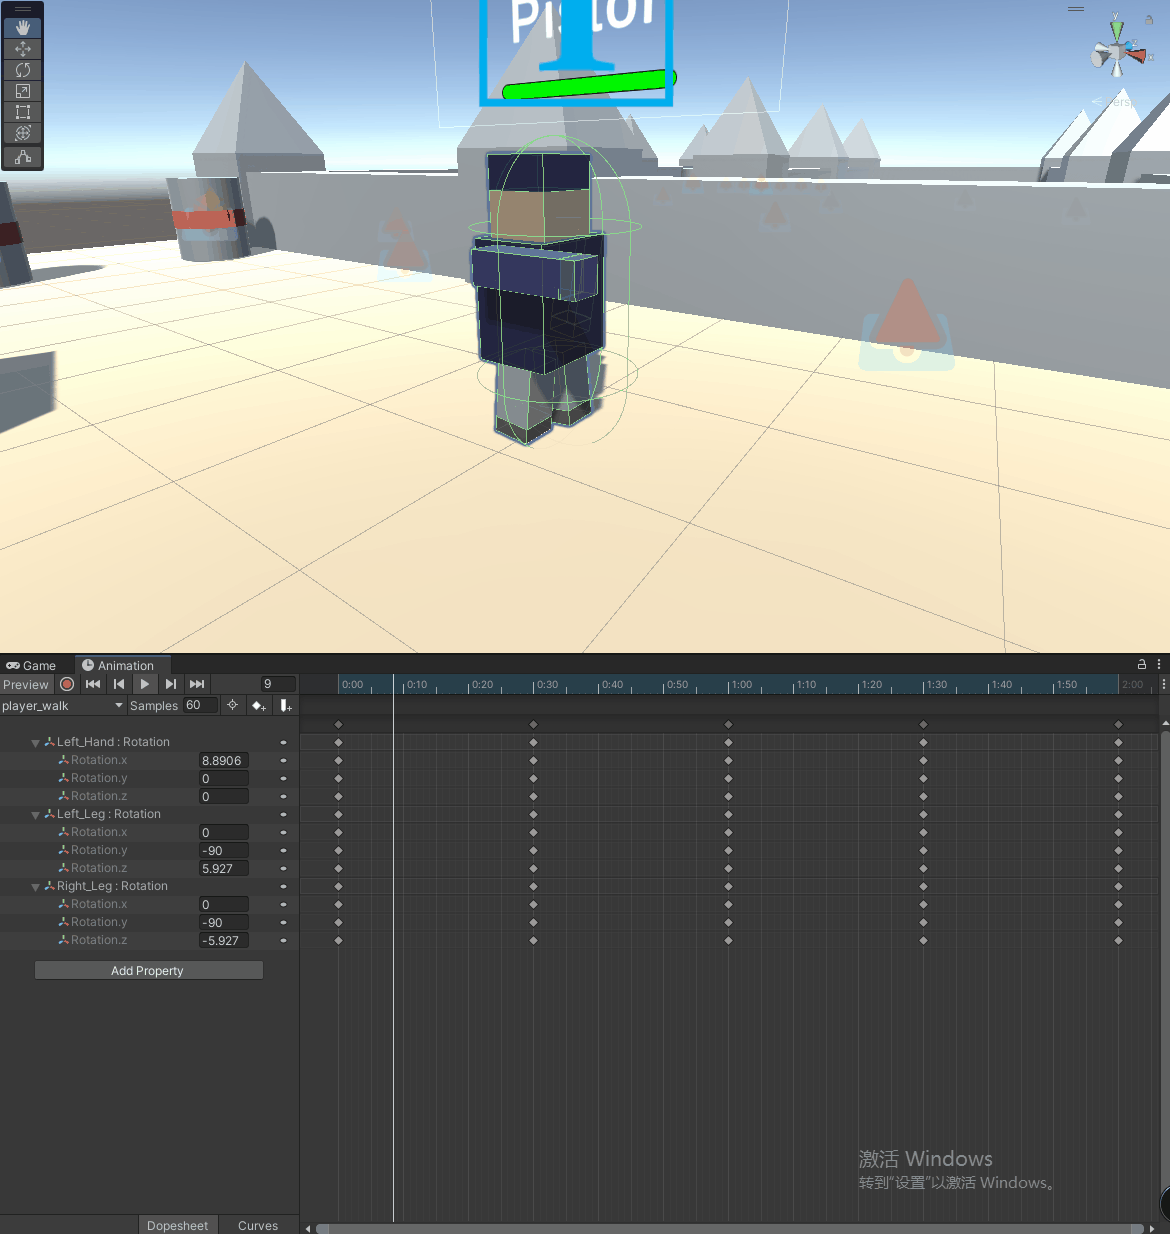 Pistol
y
x
Persp
Game
Animation
Preview
9
0:00 0:10 0:20 0:30 0:40 0:50 1:00 1:10 1:20 1:30 1:40 1:50 2:00
player_walk Samples 60
Left_Hand : Rotation
Rotation.x 8.8906
Rotation.y 0
Rotation.z 0
Left_Leg : Rotation
Rotation.x 0
Rotation.y -90
Rotation.z 5.927
Right_Leg : Rotation
Rotation.x 0
Rotation.y -90
Rotation.z -5.927
Add Property
激活 Windows
转到“设置”以激活 Windows。
Dopesheet Curves